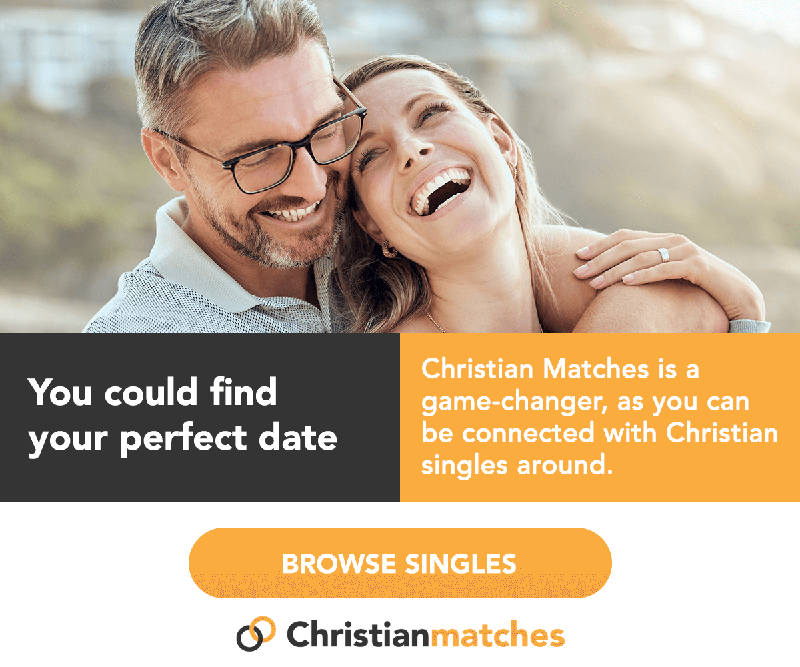 You could find
your perfect date
Christian Matches is a
game-changer, as you can
be connected with Christian
singles around.
BROWSE SINGLES
Christianmatches